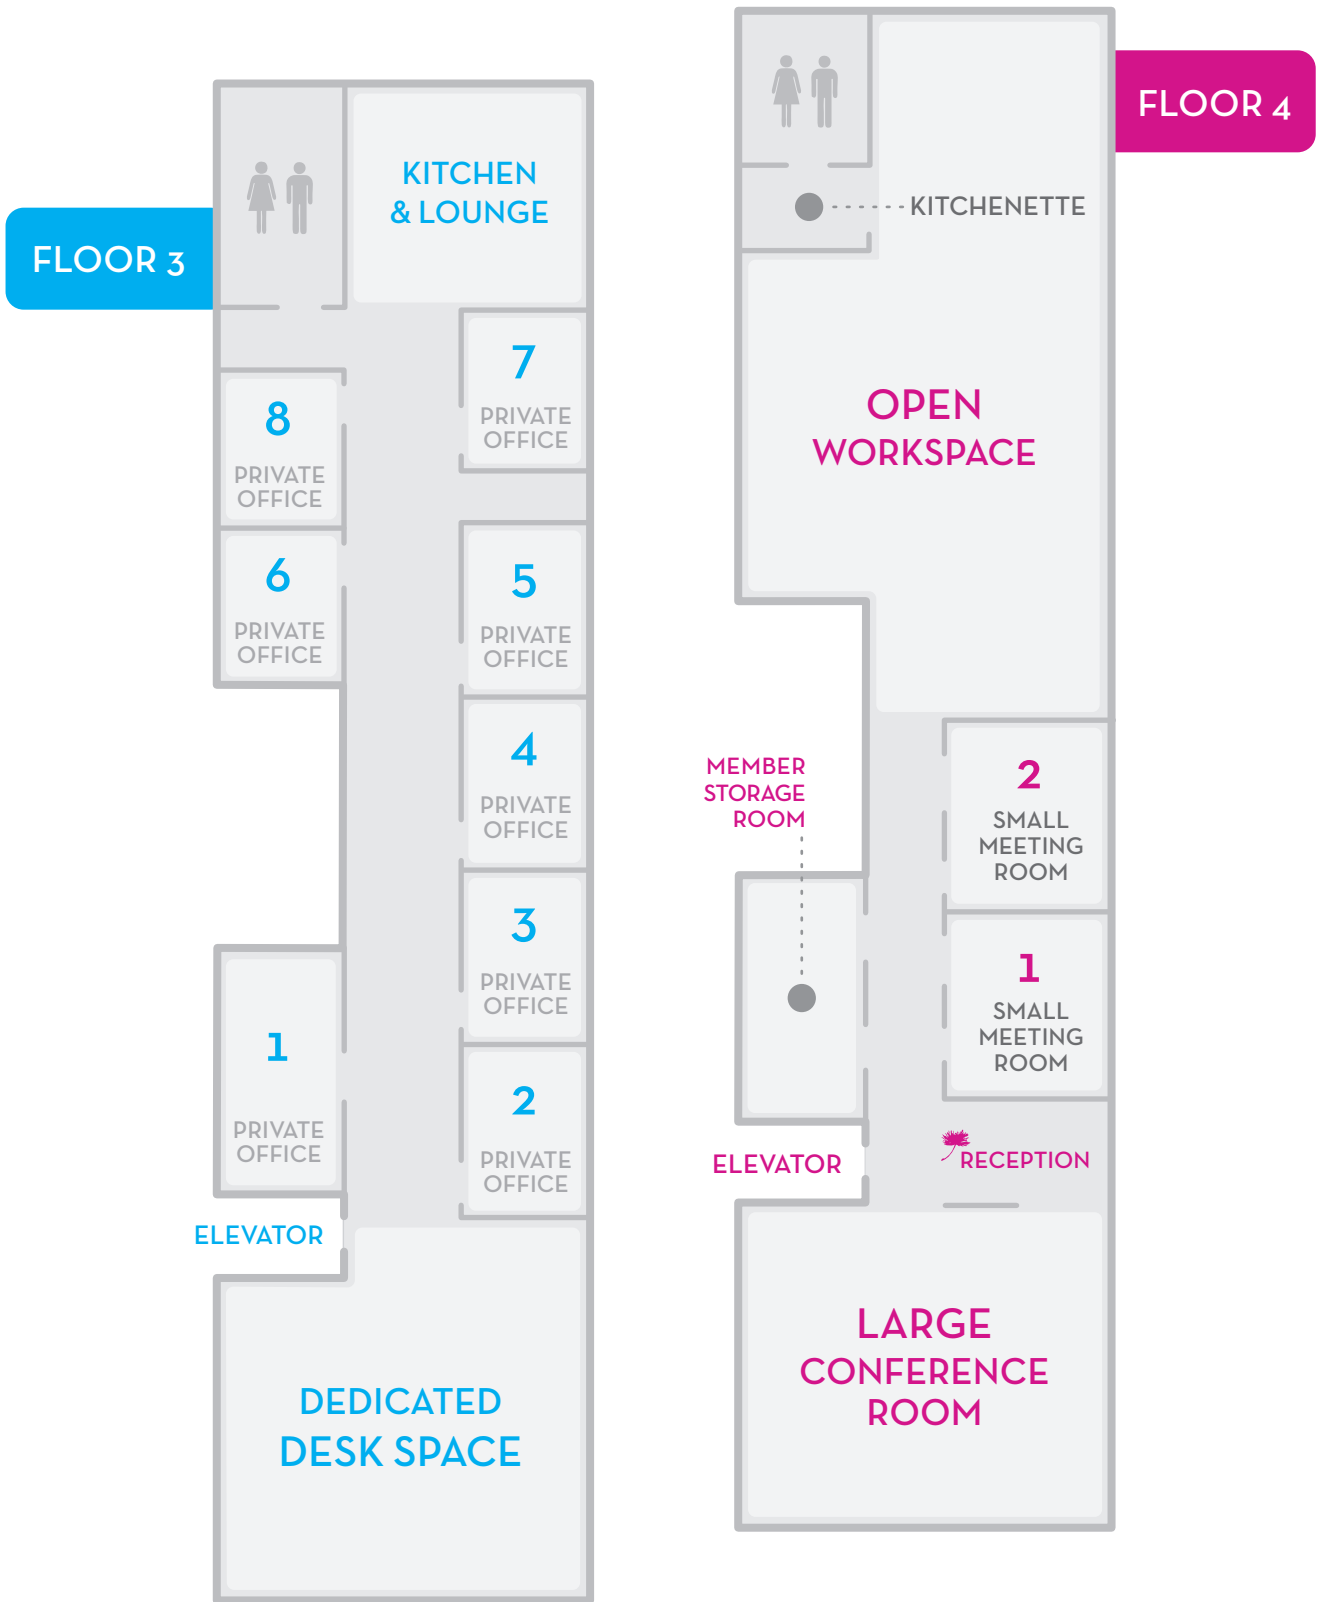 FLOOR 3
KITCHEN
& LOUNGE
7
PRIVATE
OFFICE
8
PRIVATE
OFFICE
6
PRIVATE
OFFICE
5
PRIVATE
OFFICE
4
PRIVATE
OFFICE
3
PRIVATE
OFFICE
1
PRIVATE
OFFICE
2
PRIVATE
OFFICE
ELEVATOR
DEDICATED
DESK SPACE
FLOOR 4
KITCHENETTE
OPEN
WORKSPACE
MEMBER
STORAGE
ROOM
2
SMALL
MEETING
ROOM
1
SMALL
MEETING
ROOM
ELEVATOR
RECEPTION
LARGE
CONFERENCE
ROOM